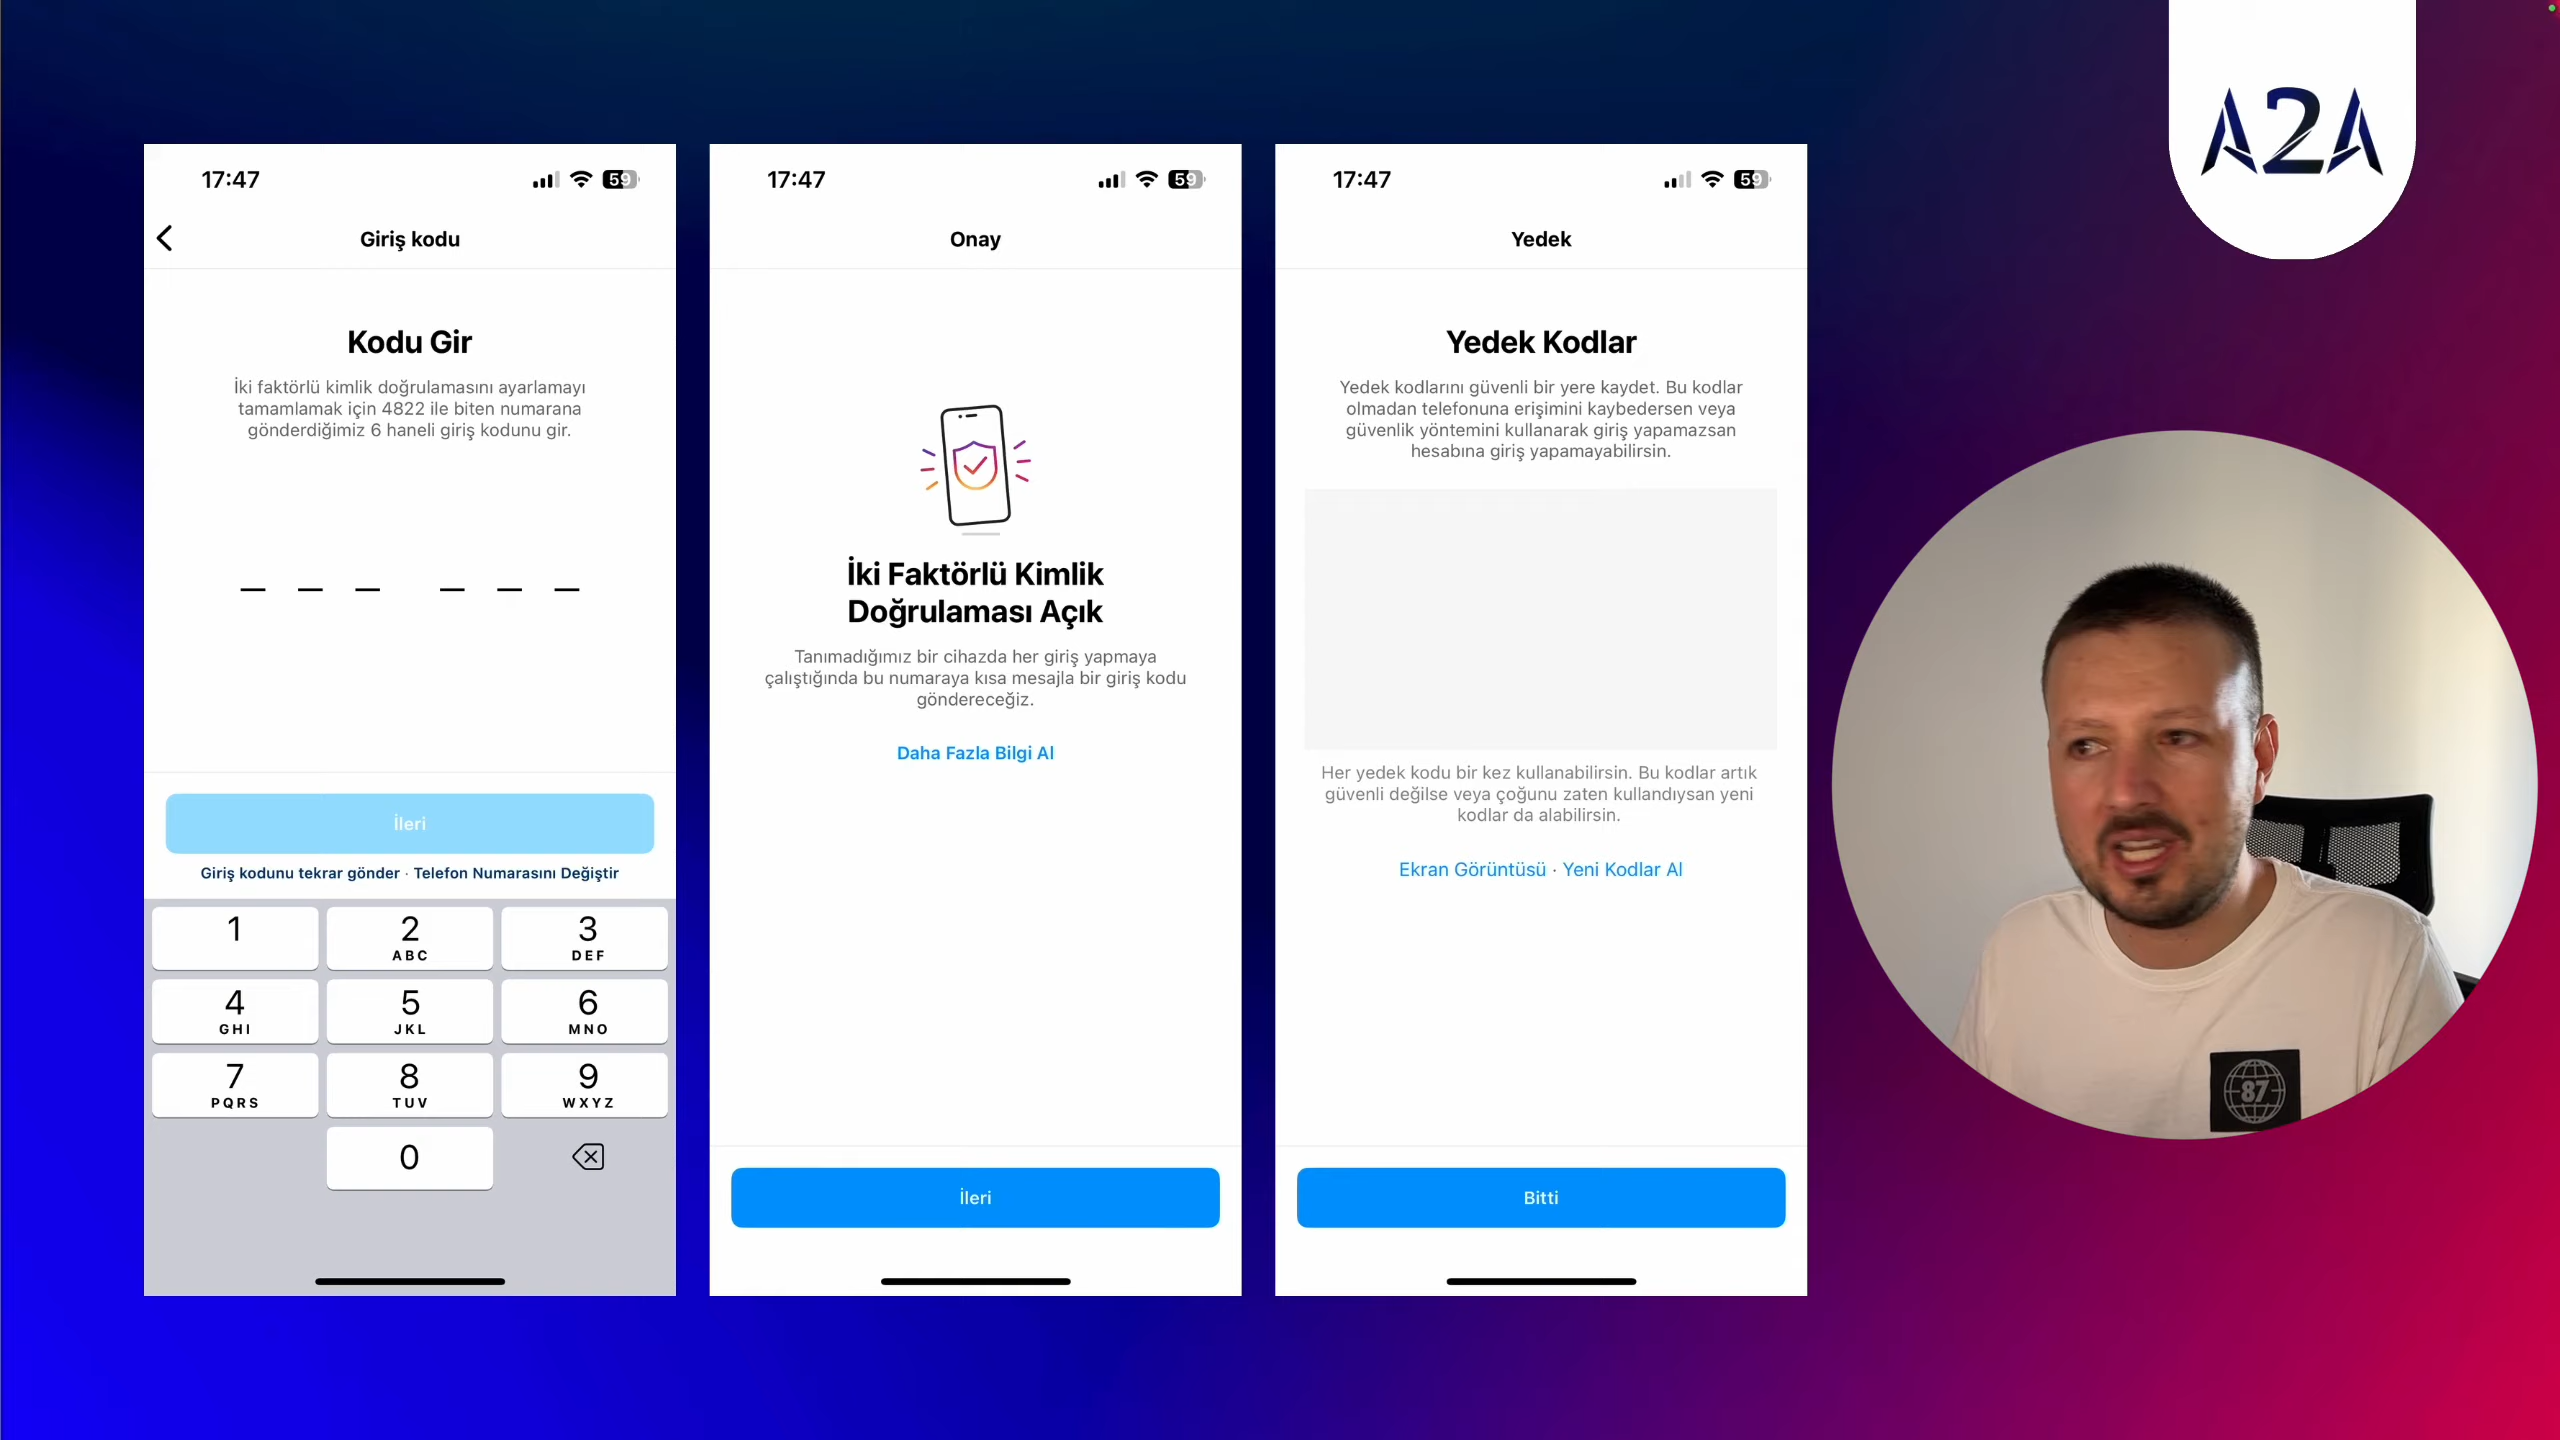 17:47
59
Giriş kodu
Kodu Gir
İki faktörlü kimlik doğrulamasını ayarlamayı
tamamlamak için 4822 ile biten numarana
gönderdiğimiz 6 haneli giriş kodunu gir.
İleri
Giriş kodunu tekrar gönder · Telefon Numarasını Değiştir
1
2
ABC
3
DEF
4
GHI
5
JKL
6
MNO
7
PQRS
8
TUV
9
WXYZ
0
17:47
59
Onay
İki Faktörlü Kimlik
Doğrulaması Açık
Tanımadığımız bir cihazda her giriş yapmaya
çalıştığında bu numaraya kısa mesajla bir giriş kodu
göndereceğiz.
Daha Fazla Bilgi Al
İleri
17:47
59
Yedek
Yedek Kodlar
Yedek kodlarını güvenli bir yere kaydet. Bu kodlar
olmadan telefonuna erişimini kaybedersen veya
güvenlik yöntemini kullanarak giriş yapamazsan
hesabına giriş yapamayabilirsin.
Her yedek kodu bir kez kullanabilirsin. Bu kodlar artık
güvenli değilse veya çoğunu zaten kullandıysan yeni
kodlar da alabilirsin.
Ekran Görüntüsü · Yeni Kodlar Al
Bitti
A2A
87